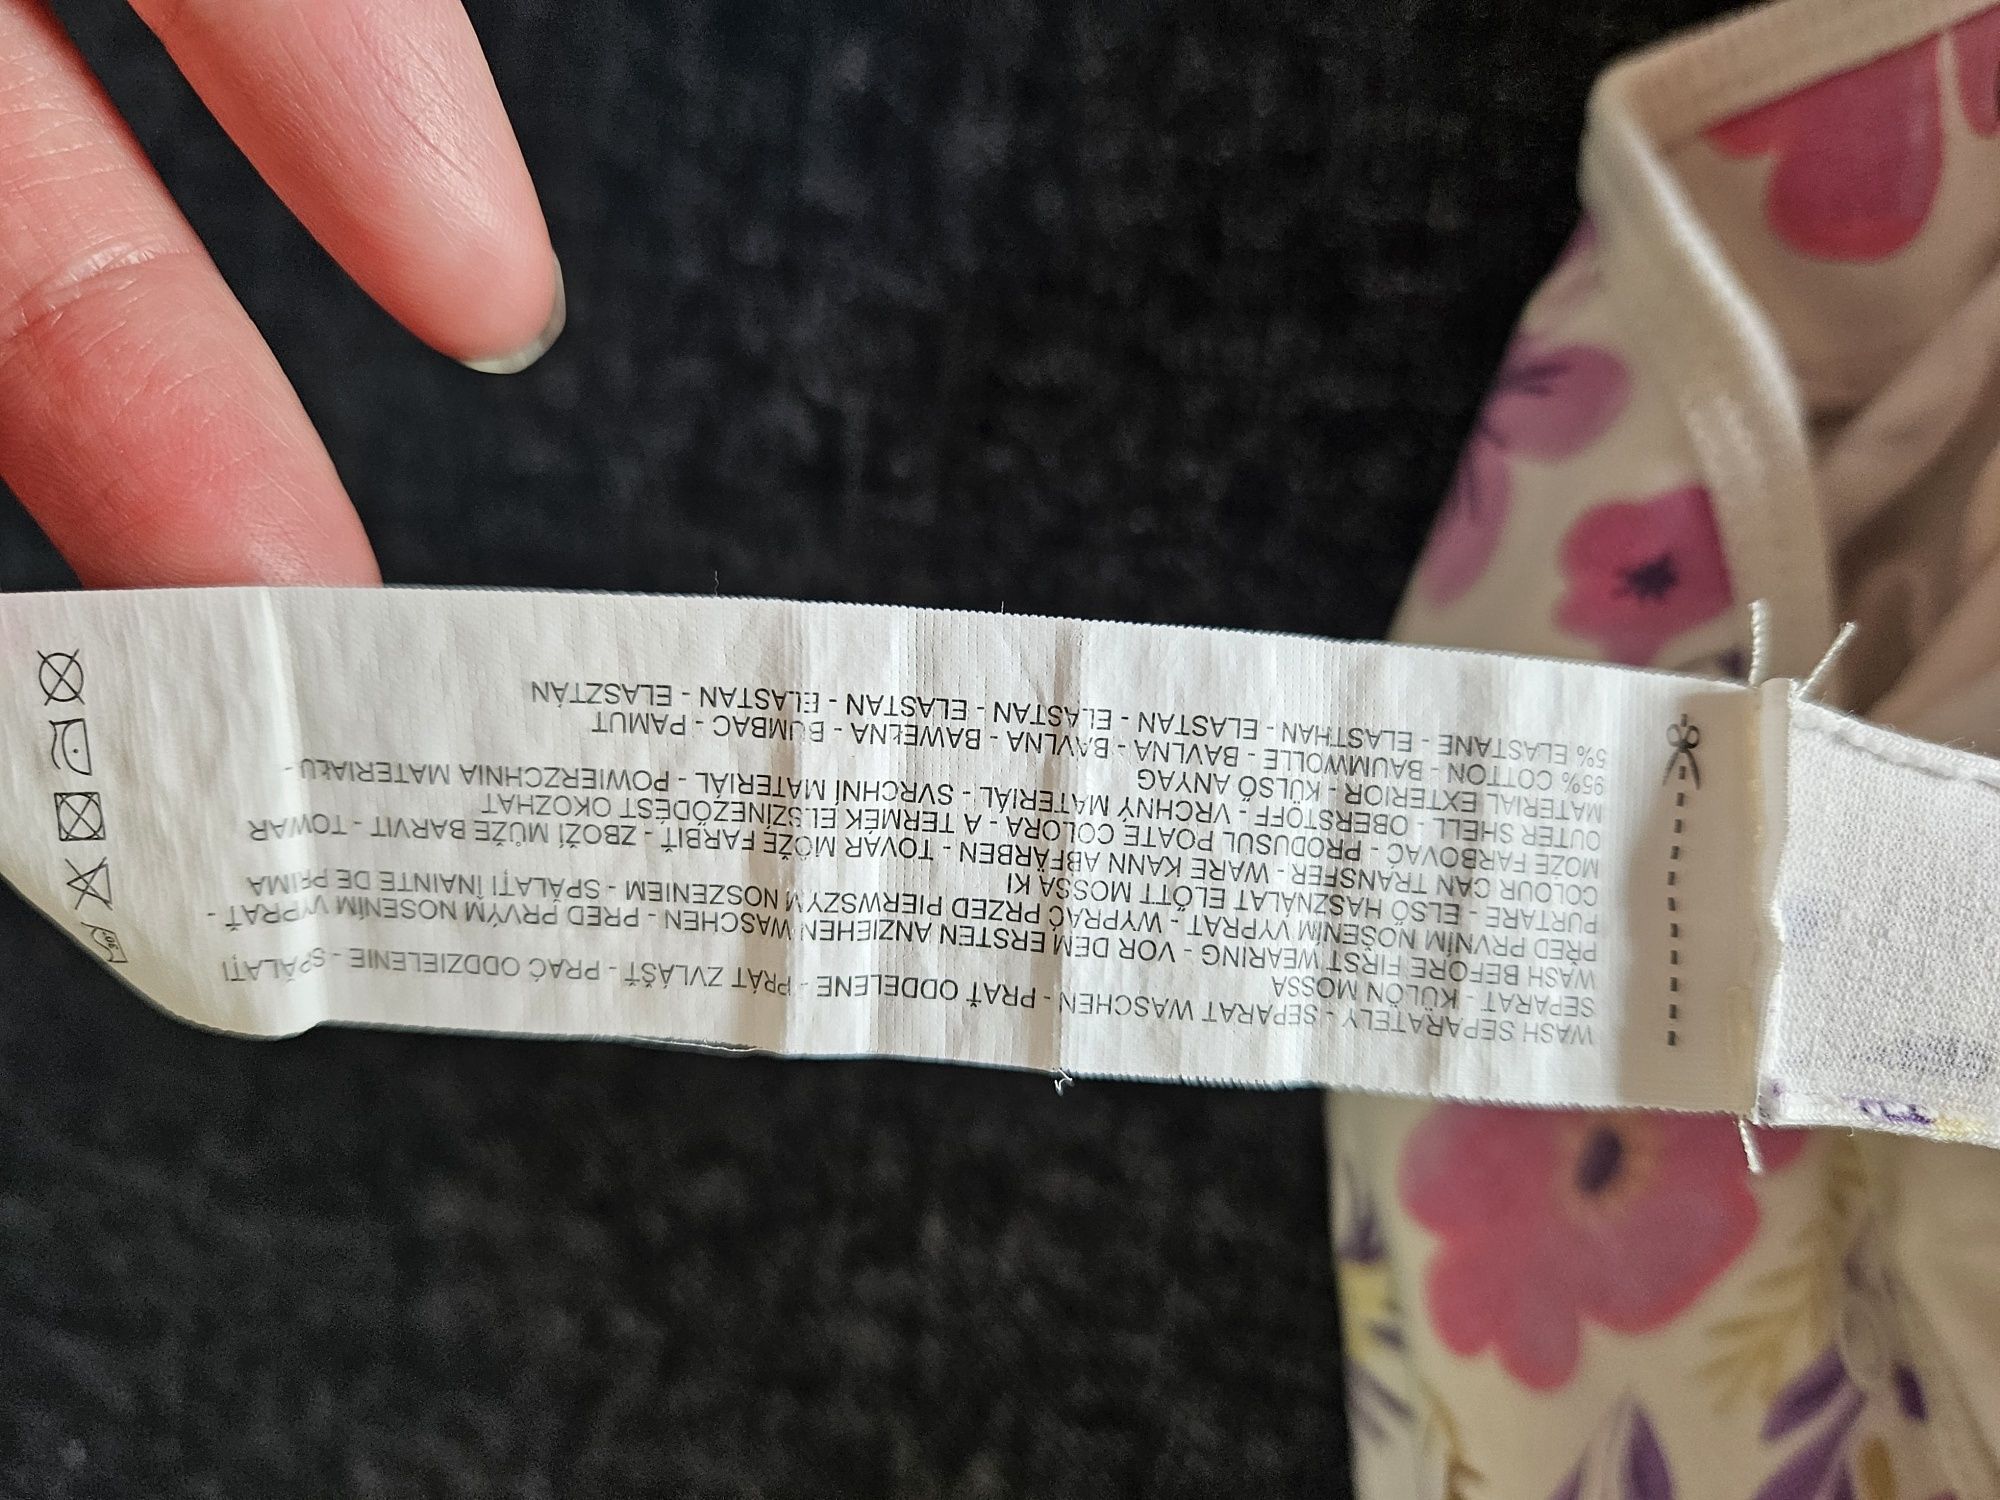 WASH SEPARATELY - SEPARAT WASCHEN - PRAŤ ODDELENE - PRÁT ZVLÁŠŤ - PRAĆ ODDZIELENIE - SPĂLAȚI
SEPARAT - KÜLÖN MOSSA
WASH BEFORE FIRST WEARING - VOR DEM ERSTEN ANZIEHEN WASCHEN - PRED PRVÝM NOSENÍM VYPRAŤ -
PŘED PRVNÍM NOŠENÍM VYPRAT - WYPRAĆ PRZED PIERWSZYM NOSZENIEM - SPĂLAȚI ÎNAINTE DE PRIMA
PURTARE - ELSŐ HASZNÁLAT ELŐTT MOSSA KI
COLOUR CAN TRANSFER - WARE KANN ABFÄRBEN - TOVAR MÔŽE FARBIŤ - ZBOŽÍ MŮŽE BARVIT - TOWAR
MOŻE FARBOVAĆ - PRODUSUL POATE COLORA - A TERMÉK ELSZÍNEZŐDÉST OKOZHAT
OUTER SHELL - OBERSTOFF - VRCHNÝ MATERIÁL - SVRCHNÍ MATERIÁL - POWIERZCHNIA MATERIAŁU -
MATERIAL EXTERIOR - KÜLSŐ ANYAG
95% COTTON - BAUMWOLLE - BAVLNA - BAVLNA - BAWEŁNA - BUMBAC - PAMUT
5% ELASTANE - ELASTHAN - ELASTAN - ELASTAN - ELASTAN - ELASTAN - ELASZTÁN
30°